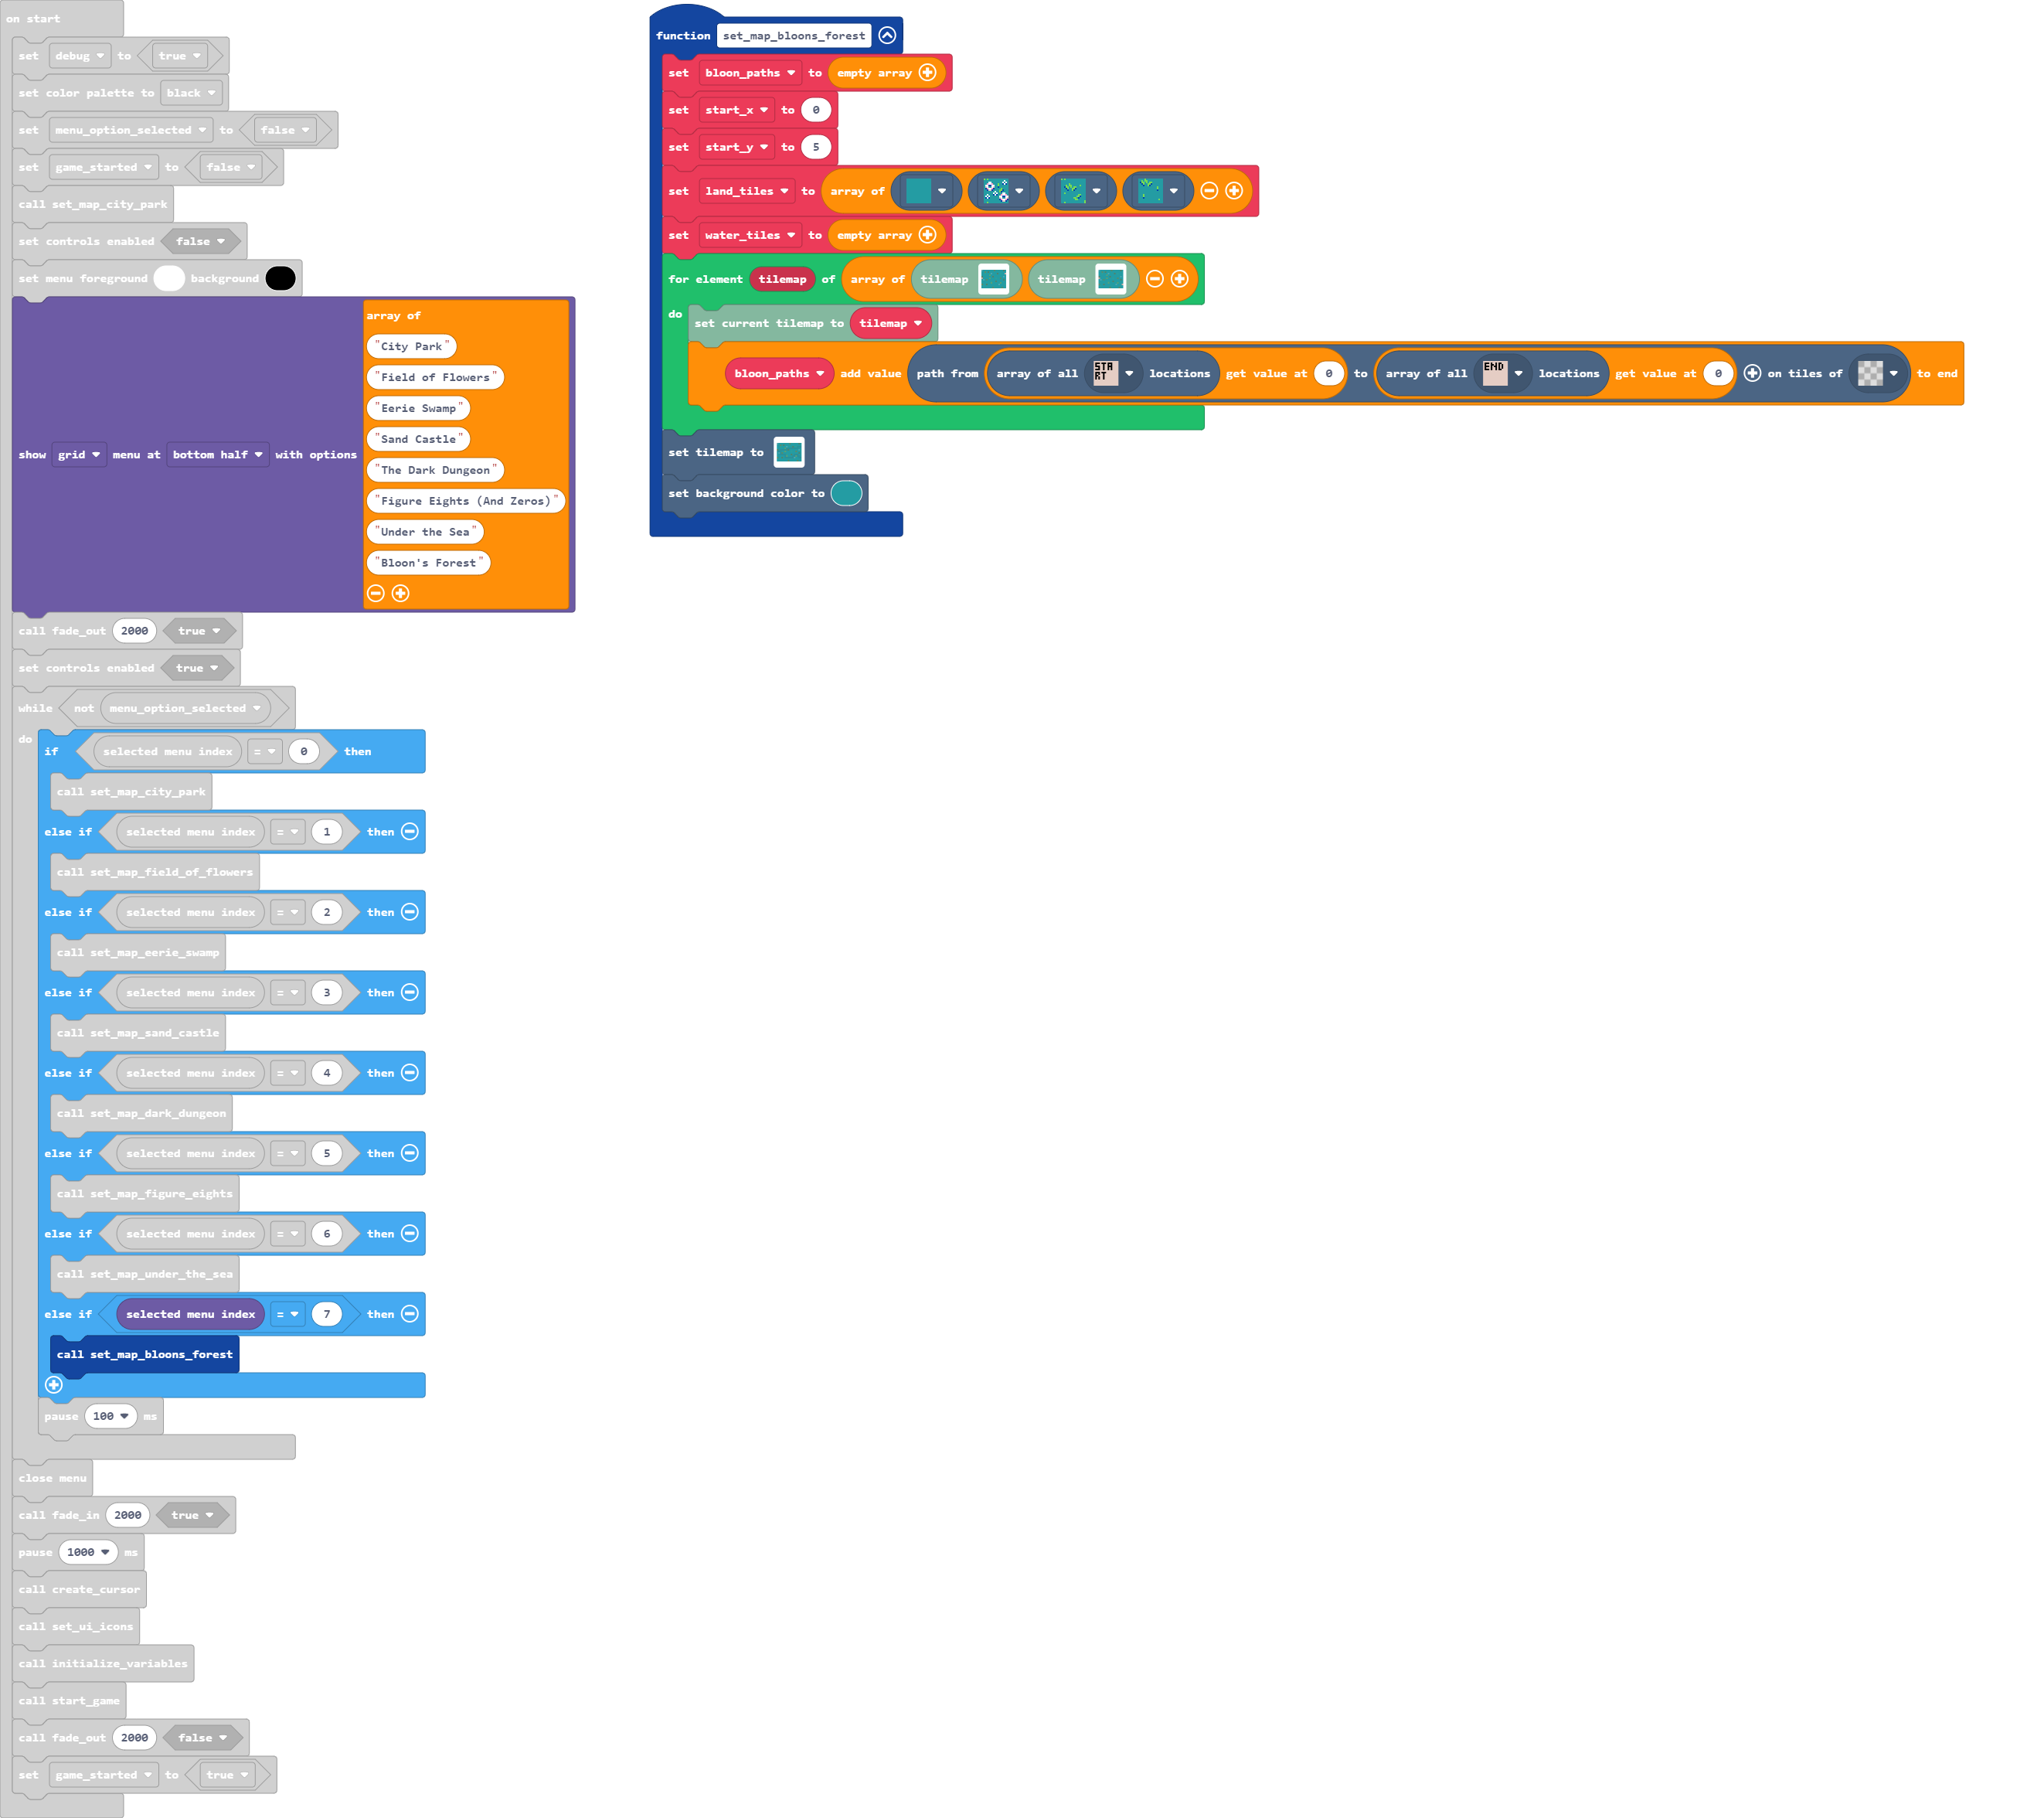 on start
set debug to true
set color palette to black
set menu_option_selected to false
set game_started to false
call set_map_city_park
set controls enabled false
set menu foreground background
show grid menu at bottom half with options
array of
"City Park"
"Field of Flowers"
"Eerie Swamp"
"Sand Castle"
"The Dark Dungeon"
"Figure Eights (And Zeros)"
"Under the Sea"
"Bloon's Forest"
call fade_out 2000 true
set controls enabled true
while not menu_option_selected
do
if selected menu index = 0 then
call set_map_city_park
else if selected menu index = 1 then
call set_map_field_of_flowers
else if selected menu index = 2 then
call set_map_eerie_swamp
else if selected menu index = 3 then
call set_map_sand_castle
else if selected menu index = 4 then
call set_map_dark_dungeon
else if selected menu index = 5 then
call set_map_figure_eights
else if selected menu index = 6 then
call set_map_under_the_sea
else if selected menu index = 7 then
call set_map_bloons_forest
pause 100 ms
close menu
call fade_in 2000 true
pause 1000 ms
call create_cursor
call set_ui_icons
call initialize_variables
call start_game
call fade_out 2000 false
set game_started to true
function set_map_bloons_forest
set bloon_paths to empty array
set start_x to 0
set start_y to 5
set land_tiles to array of
set water_tiles to empty array
for element tilemap of array of tilemap tilemap
do
set current tilemap to tilemap
bloon_paths add value path from array of all START locations get value at 0 to array of all END locations get value at 0 on tiles of to end
set tilemap to
set background color to